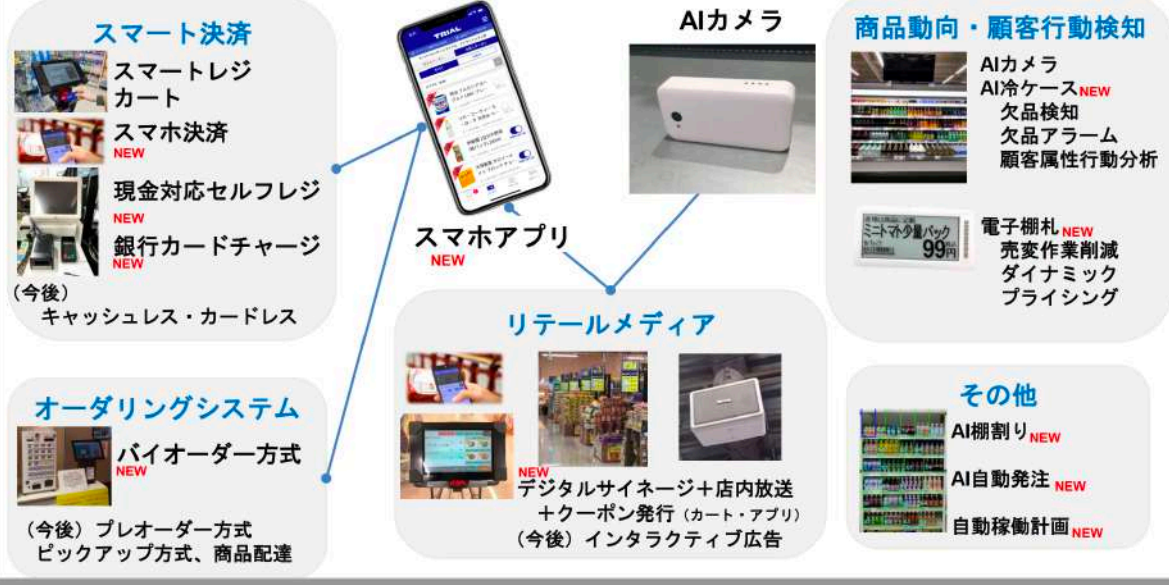 スマート決済
スマートレジ
カート
スマホ決済
NEW
現金対応セルフレジ
NEW
銀行カードチャージ
NEW
(今後)
キャッシュレス・カードレス
オーダリングシステム
バイオーダー方式
NEW
(今後) プレオーダー方式
ピックアップ方式、商品配達
TRIAL
スマホアプリ
NEW
AIカメラ
リテールメディア
NEW
デジタルサイネージ+店内放送
+クーポン発行 (カート・アプリ)
(今後) インタラクティブ広告
商品動向・顧客行動検知
AIカメラ
AI冷ケースNEW
欠品検知
欠品アラーム
顧客属性行動分析
ミニトマト少量パック
99円
電子棚札NEW
売変作業削減
ダイナミック
プライシング
その他
AI棚割りNEW
AI自動発注 NEW
自動稼働計画NEW